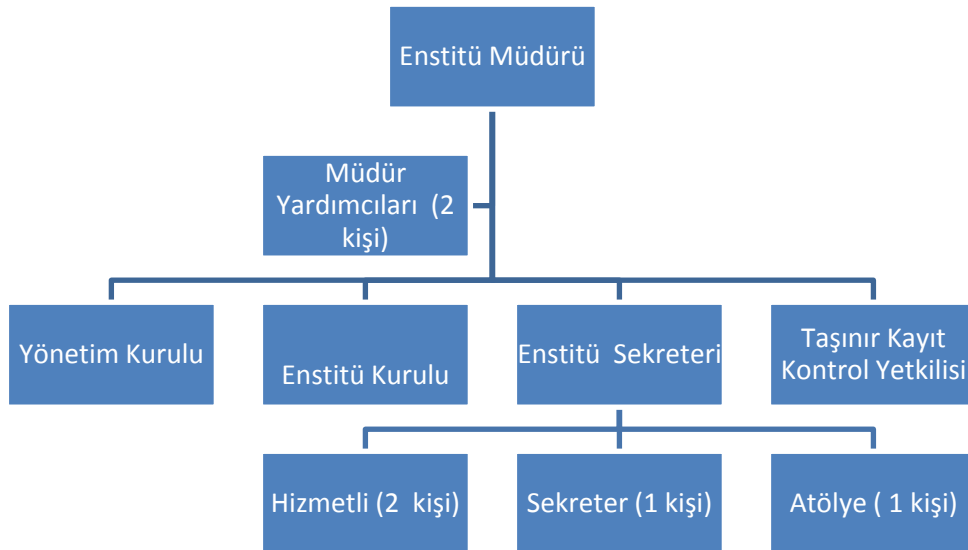 Enstitü Müdürü
Müdür
Yardımcıları (2
kişi)
Yönetim Kurulu
Enstitü Kurulu
Enstitü Sekreteri
Taşınır Kayıt
Kontrol Yetkilisi
Hizmetli (2 kişi)
Sekreter (1 kişi)
Atölye ( 1 kişi)